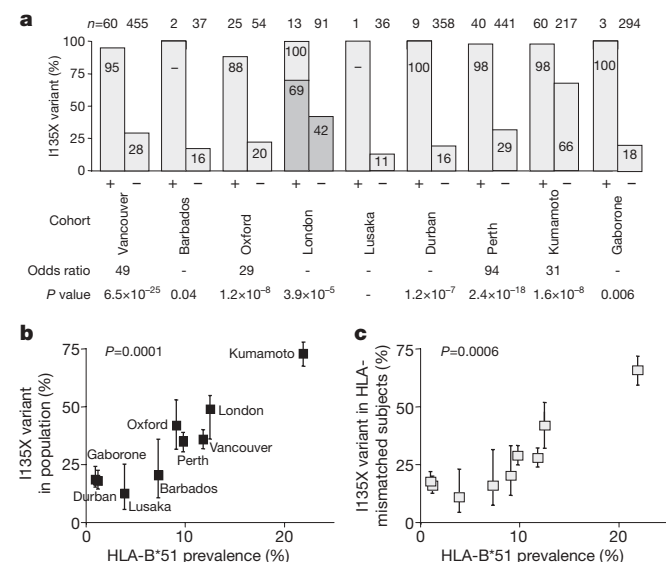 a
n=60 455 2 37 25 54 13 91 1 36 9 358 40 441 60 217 3 294
I135X variant (%)
100
75
50
25
0
95 28 – 16 88 20 100 69 42 – 11 100 16 98 29 98 66 100 18
+ − + − + − + − + − + − + − + − + −
Cohort
Vancouver
Barbados
Oxford
London
Lusaka
Durban
Perth
Kumamoto
Gaborone
Odds ratio 49 - 29 - - - 94 31 -
P value 6.5×10−25 0.04 1.2×10−8 3.9×10−5 - 1.2×10−7 2.4×10−18 1.6×10−8 0.006
b
P=0.0001
I135X variant
in population (%)
75
50
25
0
Kumamoto
Oxford
London
Vancouver
Perth
Gaborone
Barbados
Durban
Lusaka
0 10 20
HLA-B*51 prevalence (%)
c
P=0.0006
I135X variant in HLA-
mismatched subjects (%)
75
50
25
0
0 10 20
HLA-B*51 prevalence (%)